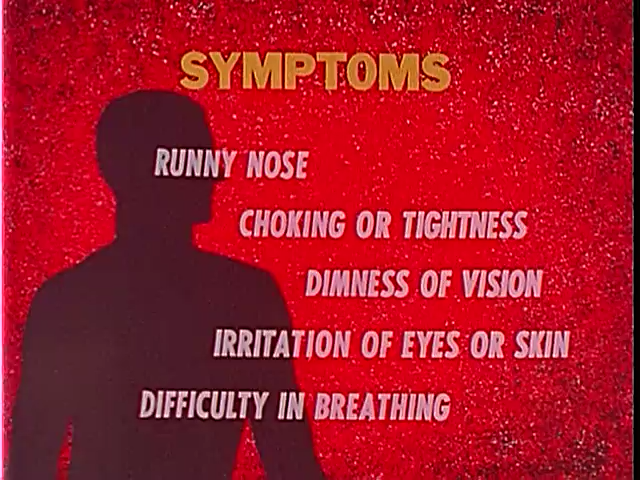 SYMPTOMS
RUNNY NOSE
CHOKING OR TIGHTNESS
DIMNESS OF VISION
IRRITATION OF EYES OR SKIN
DIFFICULTY IN BREATHING